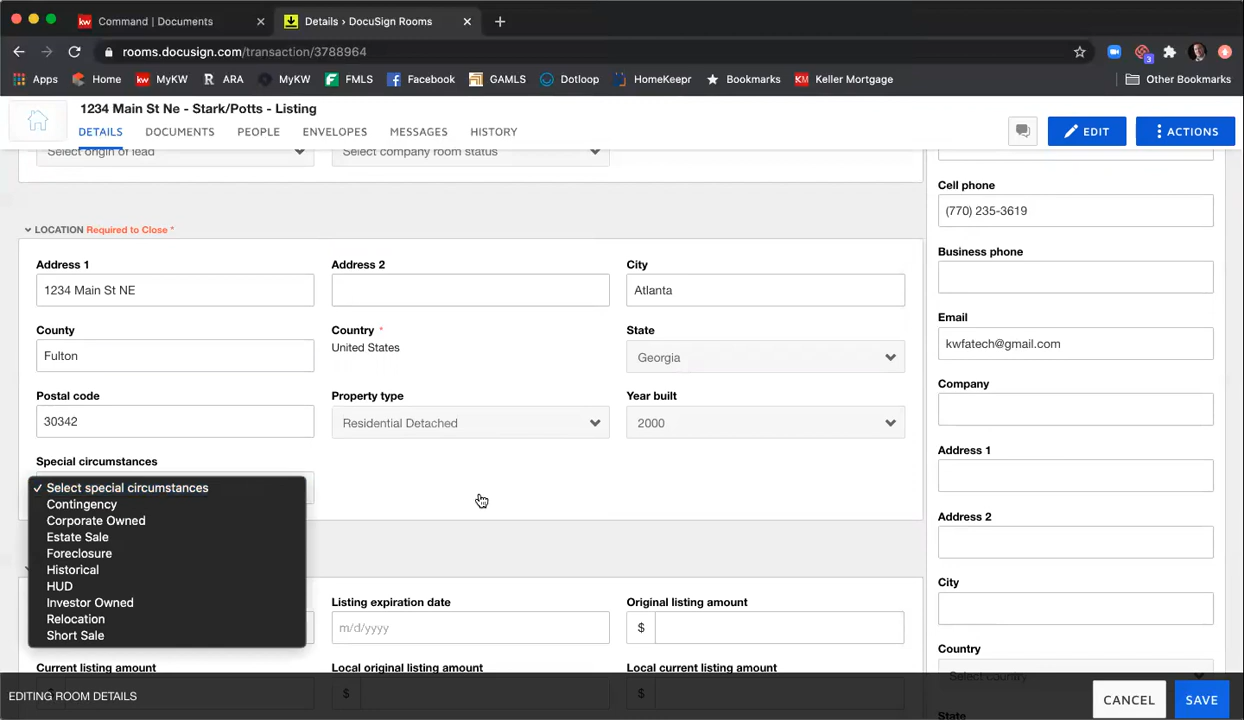 Command | Documents
Details › DocuSign Rooms
rooms.docusign.com/transaction/3788964
3
Apps
Home
kw MyKW
R ARA
MyKW
FMLS
Facebook
GAMLS
Dotloop
HomeKeepr
Bookmarks
KM Keller Mortgage
Other Bookmarks
1234 Main St Ne - Stark/Potts - Listing
DETAILS
DOCUMENTS
PEOPLE
ENVELOPES
MESSAGES
HISTORY
EDIT
ACTIONS
Select origin of lead
Select company room status
LOCATION Required to Close *
Address 1
Address 2
City
1234 Main St NE
Atlanta
County
Country *
State
Fulton
United States
Georgia
Postal code
Property type
Year built
30342
Residential Detached
2000
Special circumstances
✓ Select special circumstances
Contingency
Corporate Owned
Estate Sale
Foreclosure
Historical
HUD
Investor Owned
Relocation
Short Sale
Listing expiration date
Original listing amount
m/d/yyyy
$
Current listing amount
Local original listing amount
Local current listing amount
$
$
$
Cell phone
(770) 235-3619
Business phone
Email
kwfatech@gmail.com
Company
Address 1
Address 2
City
Country
Select country
State
EDITING ROOM DETAILS
CANCEL
SAVE